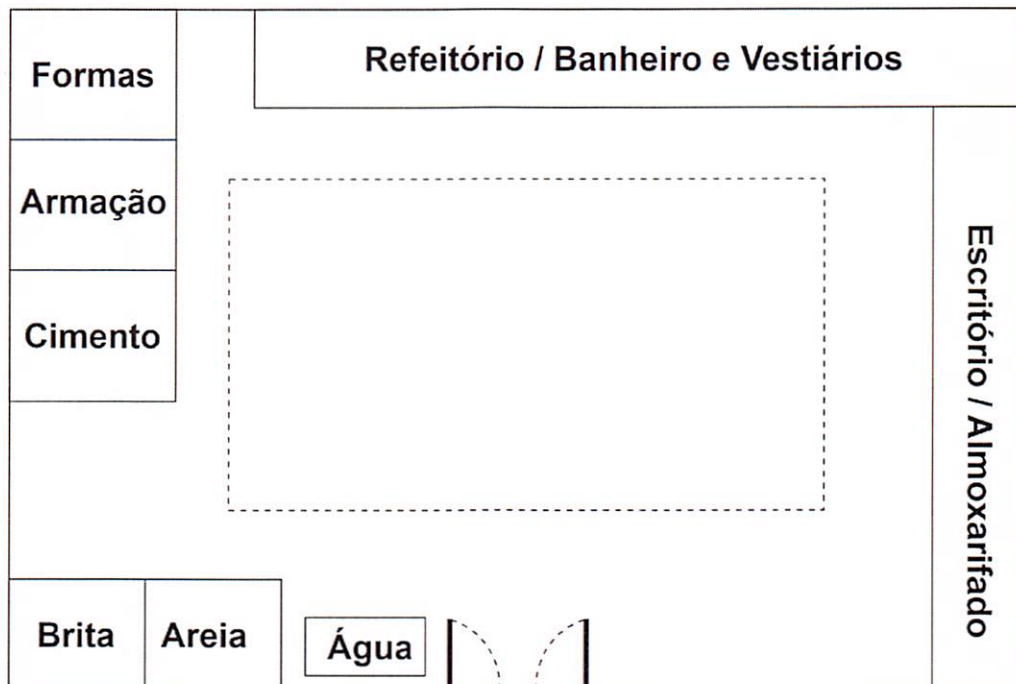 Formas
Refeitório / Banheiro e Vestiários
Armação
Cimento
Escritório / Almoxarifado
Brita
Areia
Água